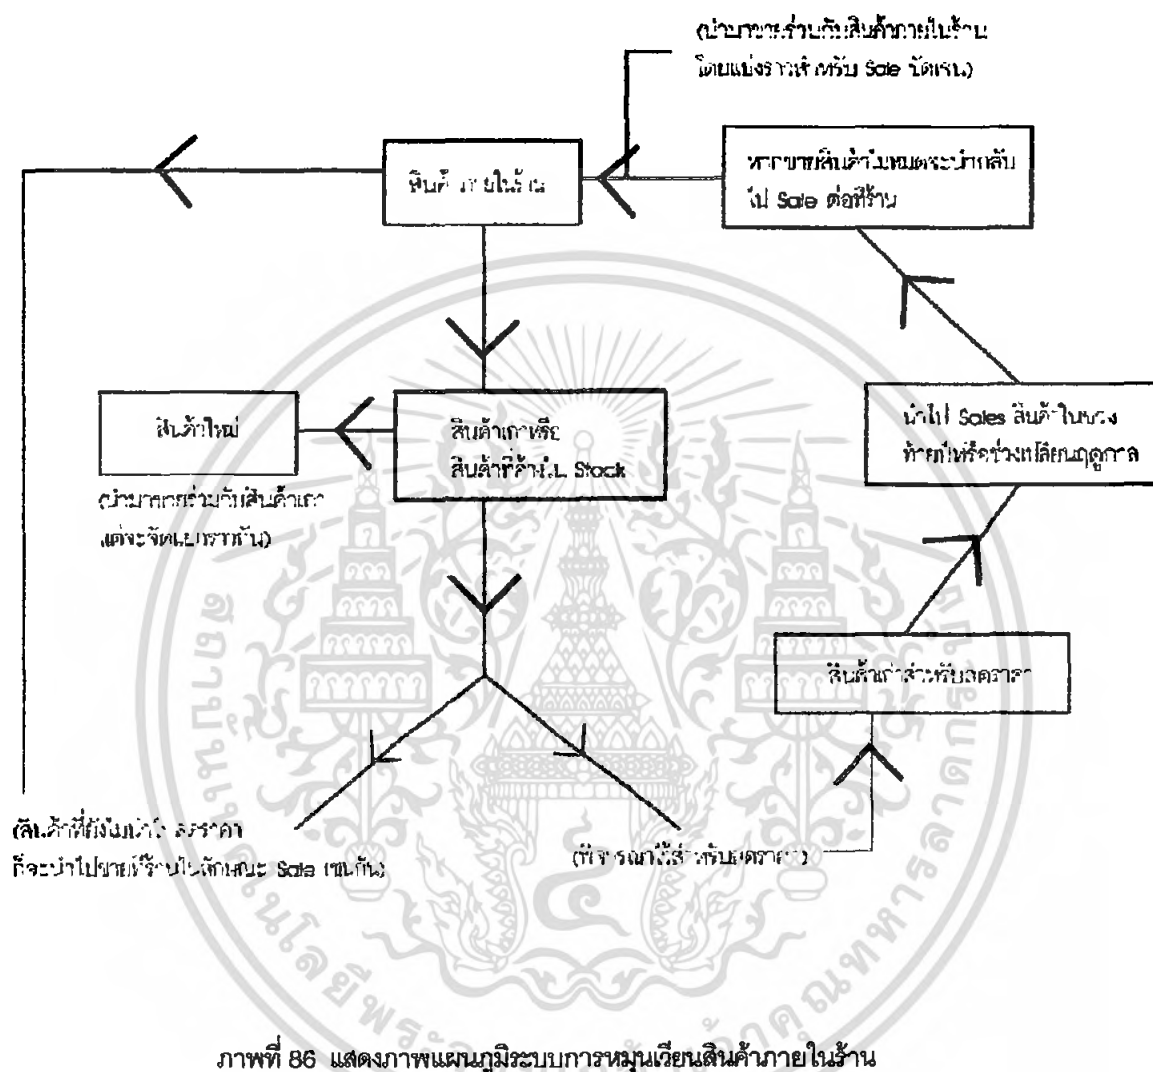 (นำมาขายร่วมกับสินค้าภายในร้าน
โดยแบ่งราวสำหรับ Sale ชัดเจน)
สินค้าภายในร้าน
หากขายสินค้าไม่หมดจะนำกลับ
ไป Sale ต่อที่ร้าน
สินค้าใหม่
(นำมาขายร่วมกับสินค้าเก่า
แต่จะจัดแยกราวกัน)
สินค้าเก่าหรือ
สินค้าที่ค้างใน Stock
นำไป Sales สินค้าในช่วง
ท้ายปีหรือช่วงเปลี่ยนฤดูกาล
สินค้าเก่าสำหรับลดราคา
(สินค้าที่ยังไม่นำไป ลดราคา
ก็จะนำไปขายที่ร้านในลักษณะ Sale เช่นกัน)
(พิจารณาไว้สำหรับลดราคา)
ภาพที่ 86 แสดงภาพแผนภูมิระบบการหมุนเวียนสินค้าภายในร้าน